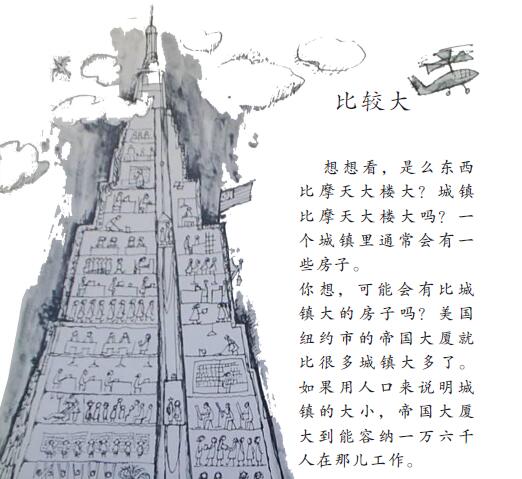 比较大
想想看，是么东西
比摩天大楼大？城镇
比摩天大楼大吗？一
个城镇里通常会有一
些房子。
你想，可能会有比城
镇大的房子吗？美国
纽约市的帝国大厦就
比很多城镇大多了。
如果用人口来说明城
镇的大小，帝国大厦
大到能容纳一万六千
人在那儿工作。